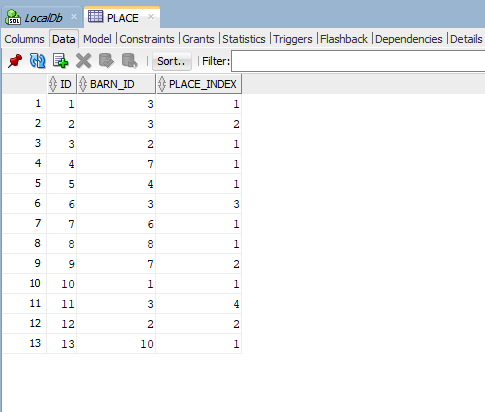 LocalDb × PLACE ×
Columns Data Model Constraints Grants Statistics Triggers Flashback Dependencies Details
Sort.. Filter:
ID BARN_ID PLACE_INDEX
1 1 3 1
2 2 3 2
3 3 2 1
4 4 7 1
5 5 4 1
6 6 3 3
7 7 6 1
8 8 8 1
9 9 7 2
10 10 1 1
11 11 3 4
12 12 2 2
13 13 10 1